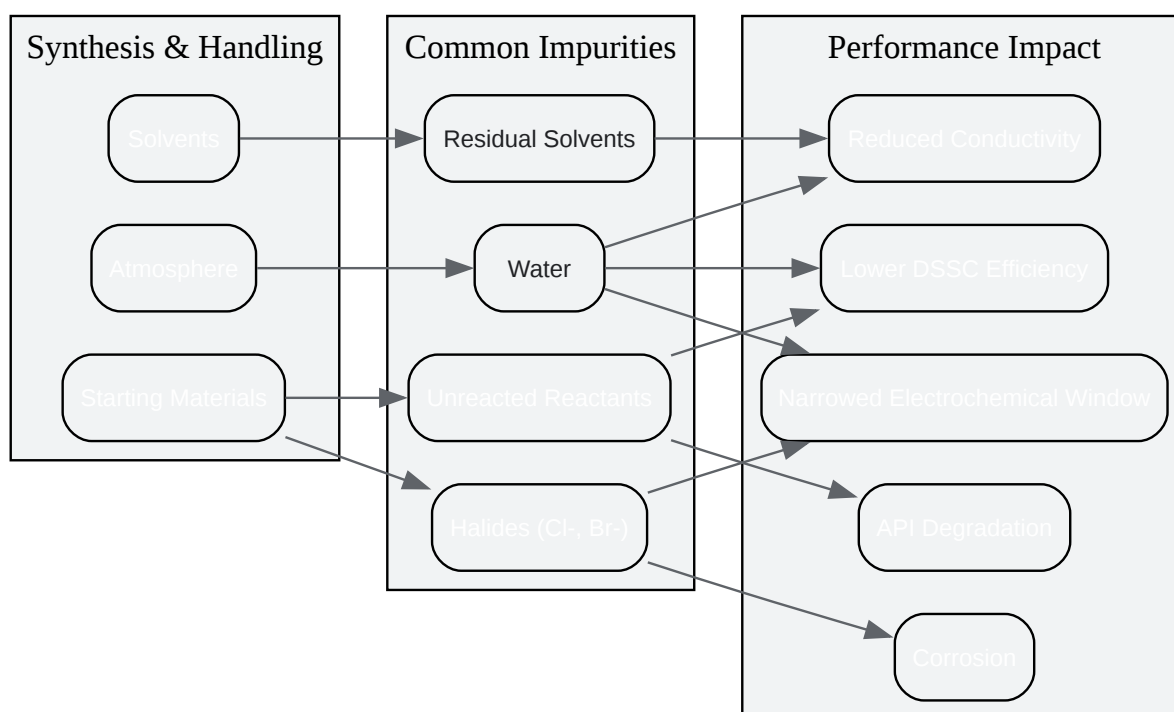 Synthesis & Handling
Common Impurities
Performance Impact
Solvents
Residual Solvents
Reduced Conductivity
Atmosphere
Water
Lower DSSC Efficiency
Starting Materials
Unreacted Reactants
Narrowed Electrochemical Window
Halides (Cl-, Br-)
API Degradation
Corrosion